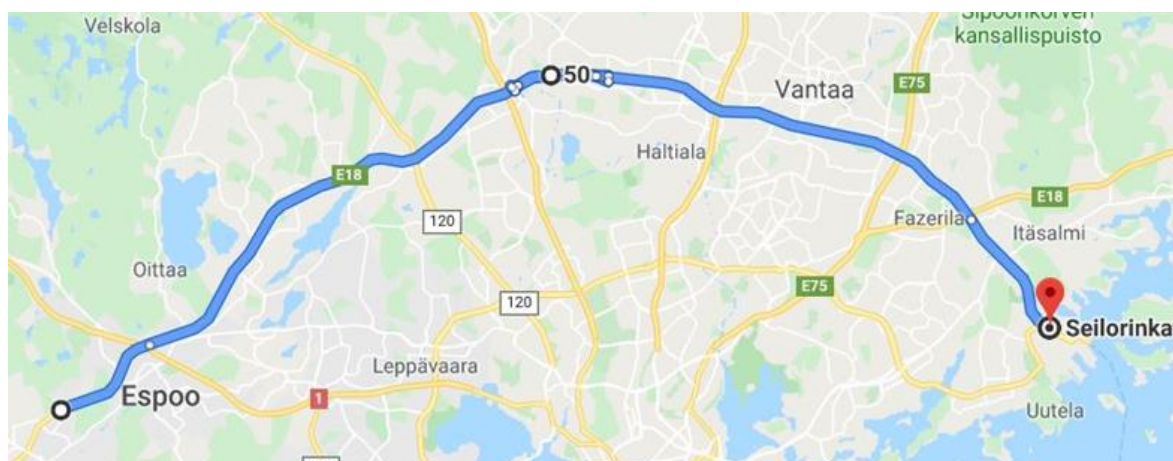 Velskola
Sipoonkorven
kansallispuisto
50
E75
Vantaa
Haltiala
E18
E18
120
Fazerila
Itäsalmi
Oittaa
E75
120
Seilorinka
Leppävaara
Espoo
1
Uutela